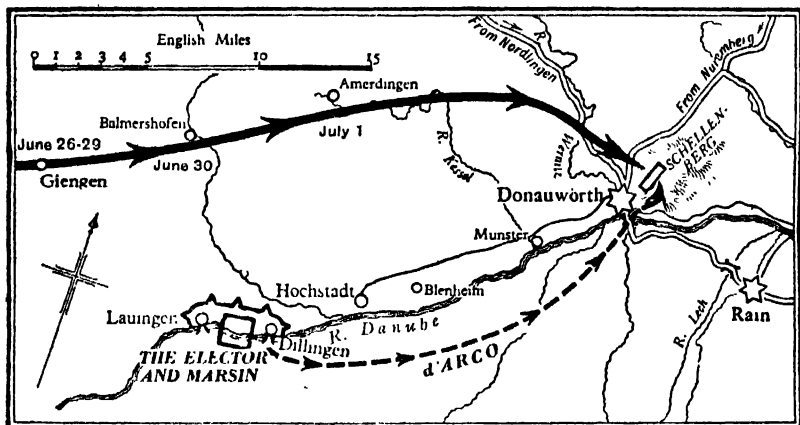 English Miles
0 1 2 3 4 5 10 15
From Nordlingen
R
From Nuremberg
Amerdingen
Balmershofen
July 1
June 26-29
June 30
Giengen
R. Kessel
Wernitz
SCHELLEN-
BERG
Donauwörth
Munster
Hochstadt
Blenheim
Lauingen
R. Danube
Dillingen
THE ELECTOR
AND MARSIN
d'ARCO
R. Lech
Rain